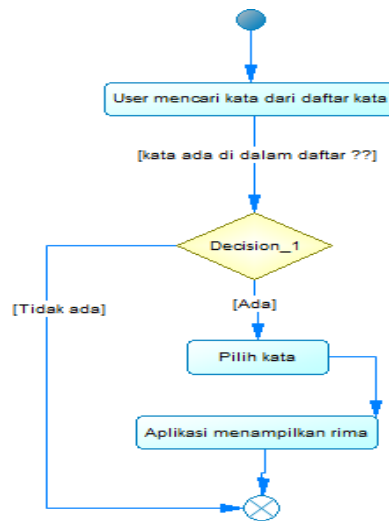 User mencari kata dari daftar kata
[kata ada di dalam daftar ??]
Decision_1
[Tidak ada]
[Ada]
Pilih kata
Aplikasi menampilkan rima